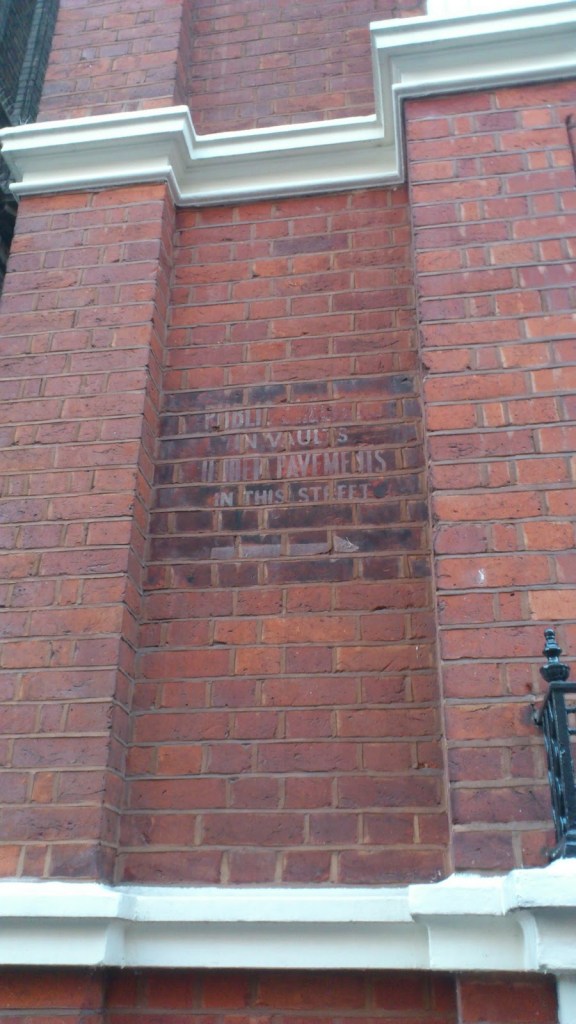 PUBLIC
IN VAULTS
UNDER PAVEMENTS
IN THIS STREET